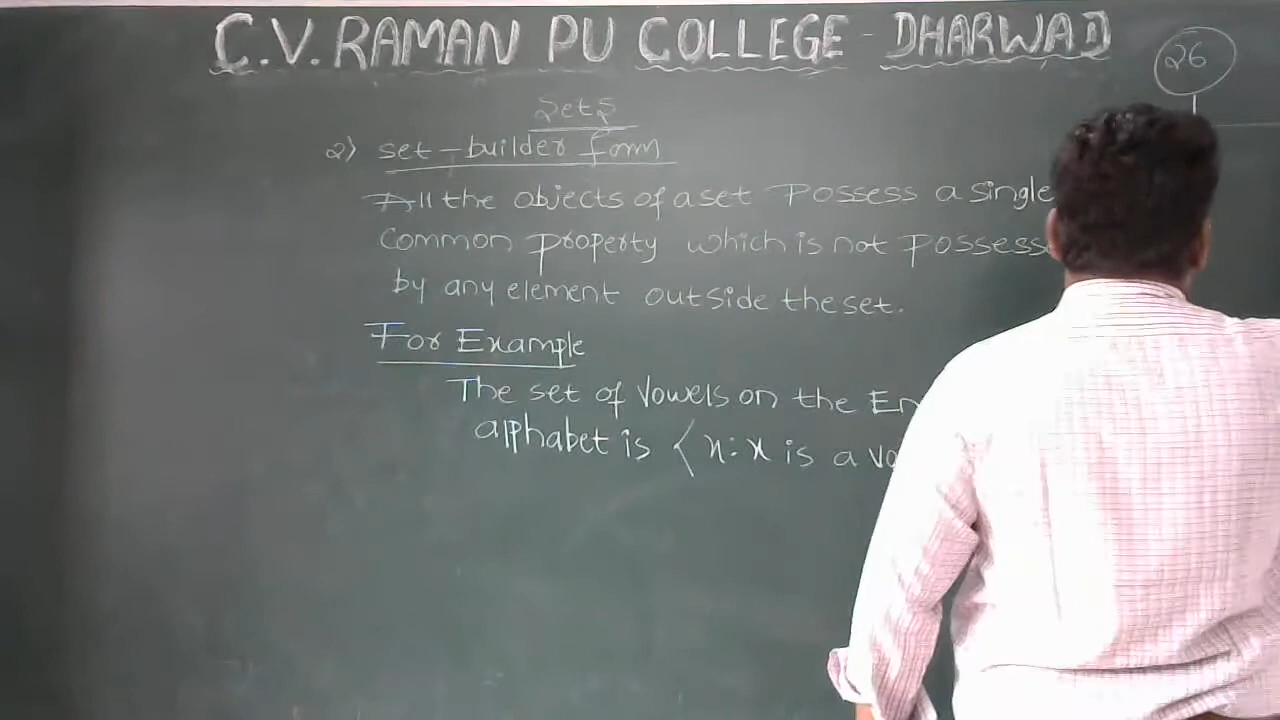 C.V. RAMAN PU COLLEGE - DHARWAD
26
Sets
2) set-builder form
All the objects of a set possess a single
common property which is not possess
by any element outside the set.
For Example
The set of vowels on the En
alphabet is { x : x is a vo